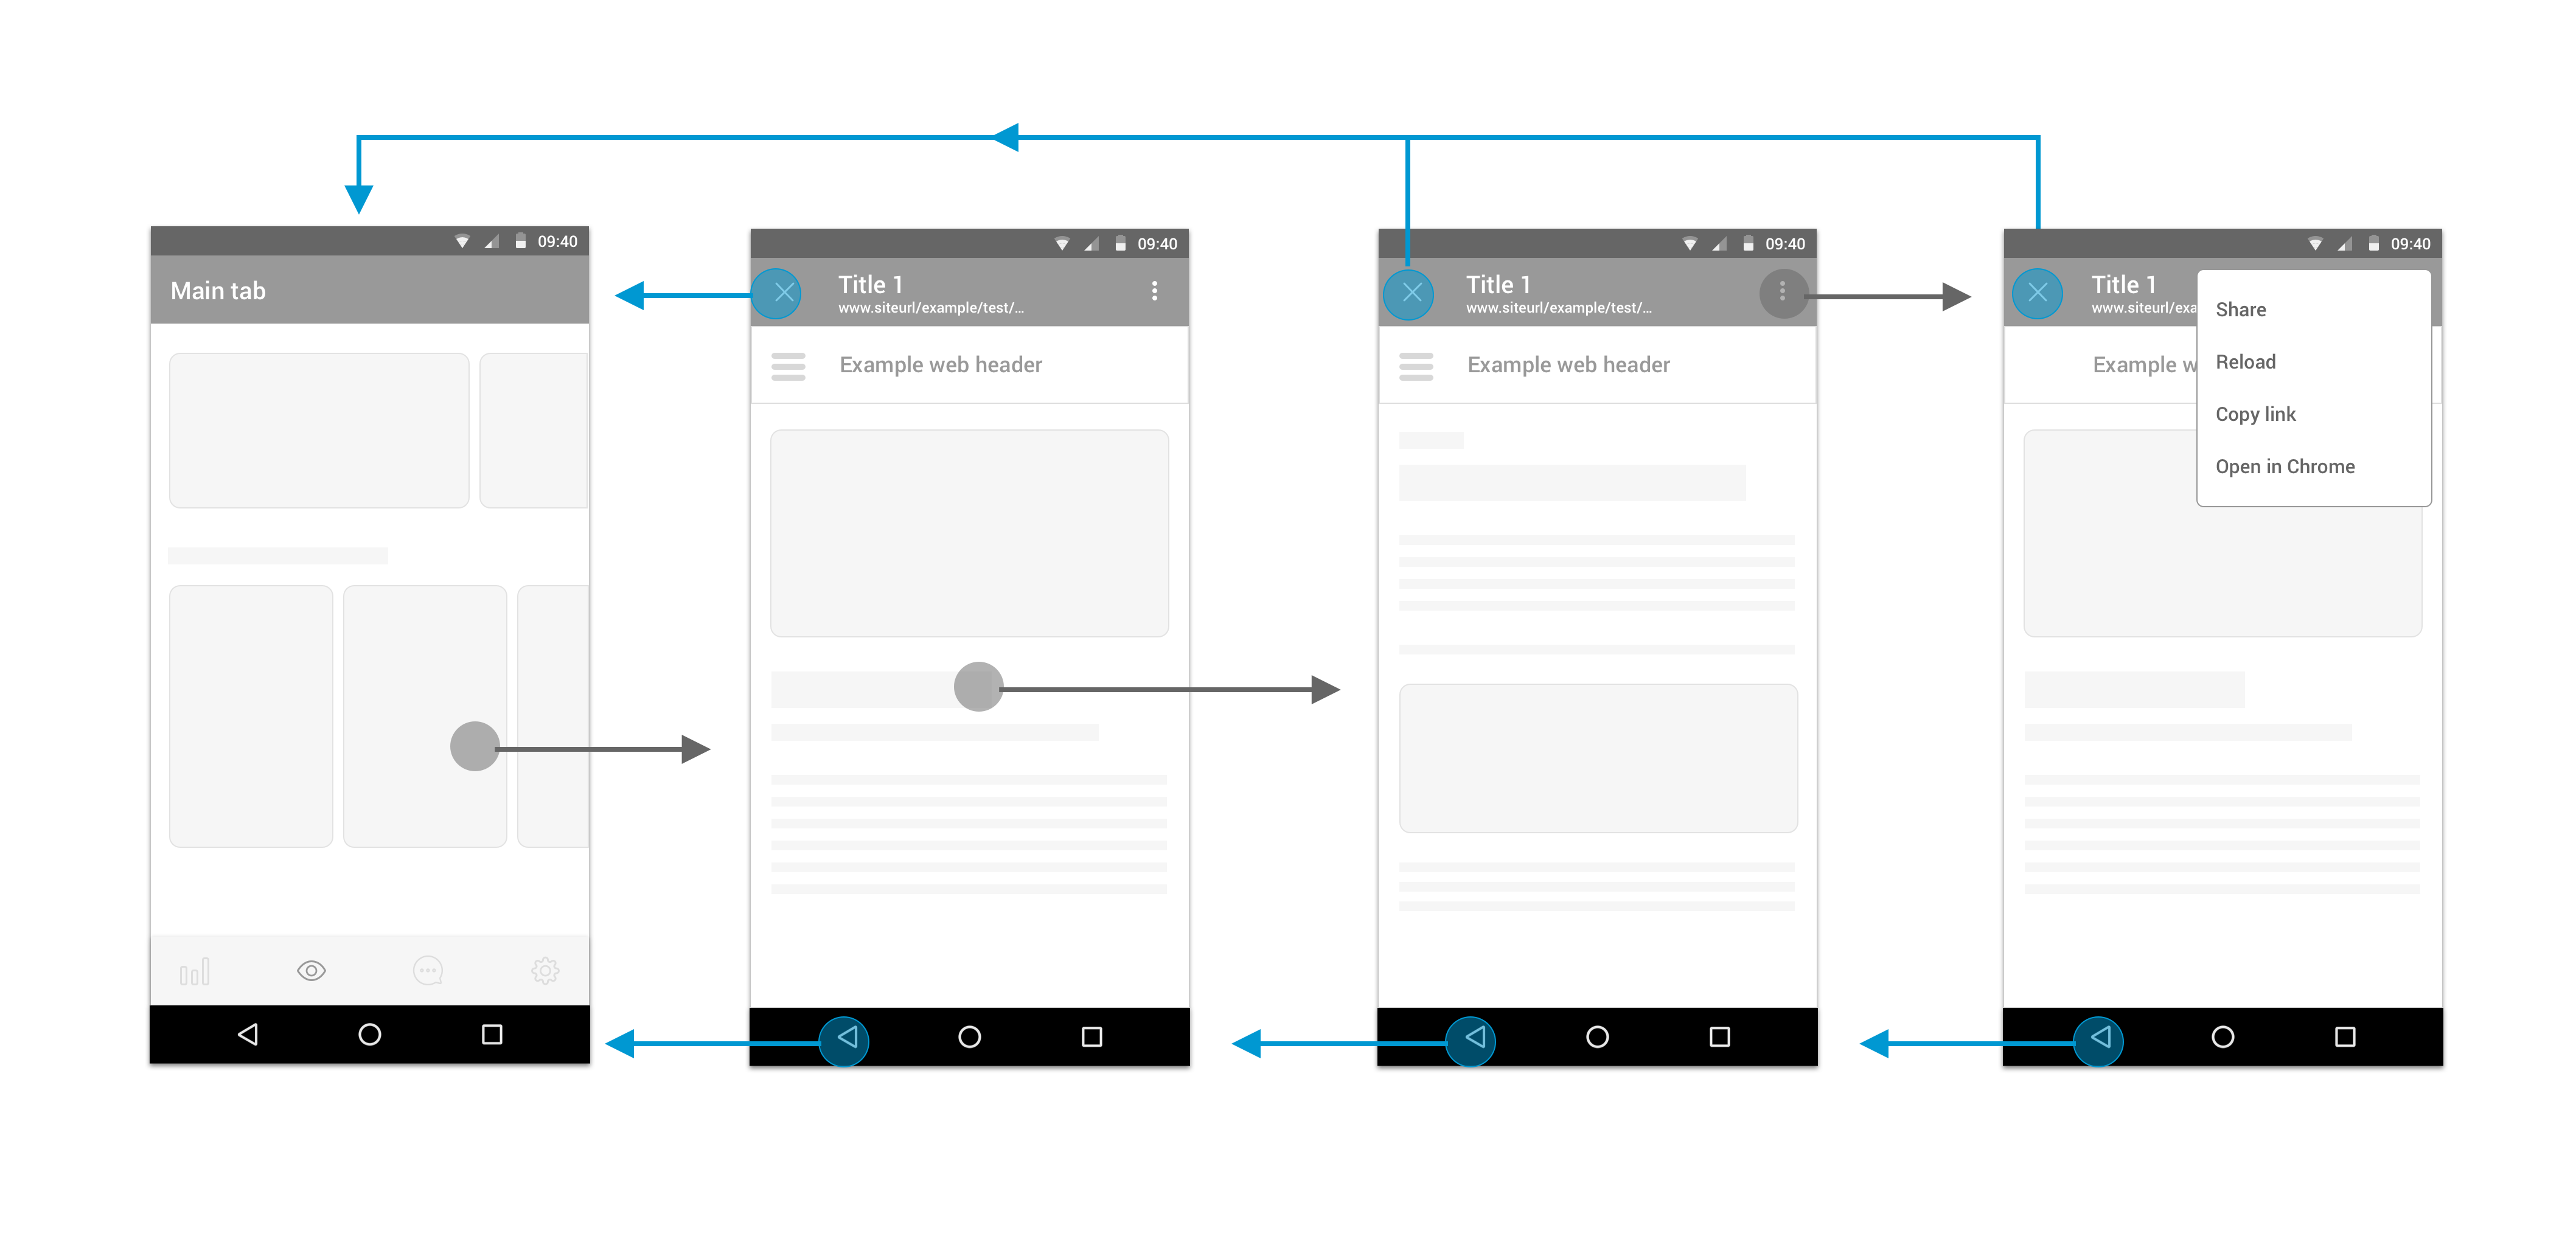 09:40
Main tab
09:40
Title 1
www.siteurl/example/test/...
Example web header
09:40
Title 1
www.siteurl/example/test/...
Example web header
09:40
Title 1
www.siteurl/exa
Example w
Share
Reload
Copy link
Open in Chrome